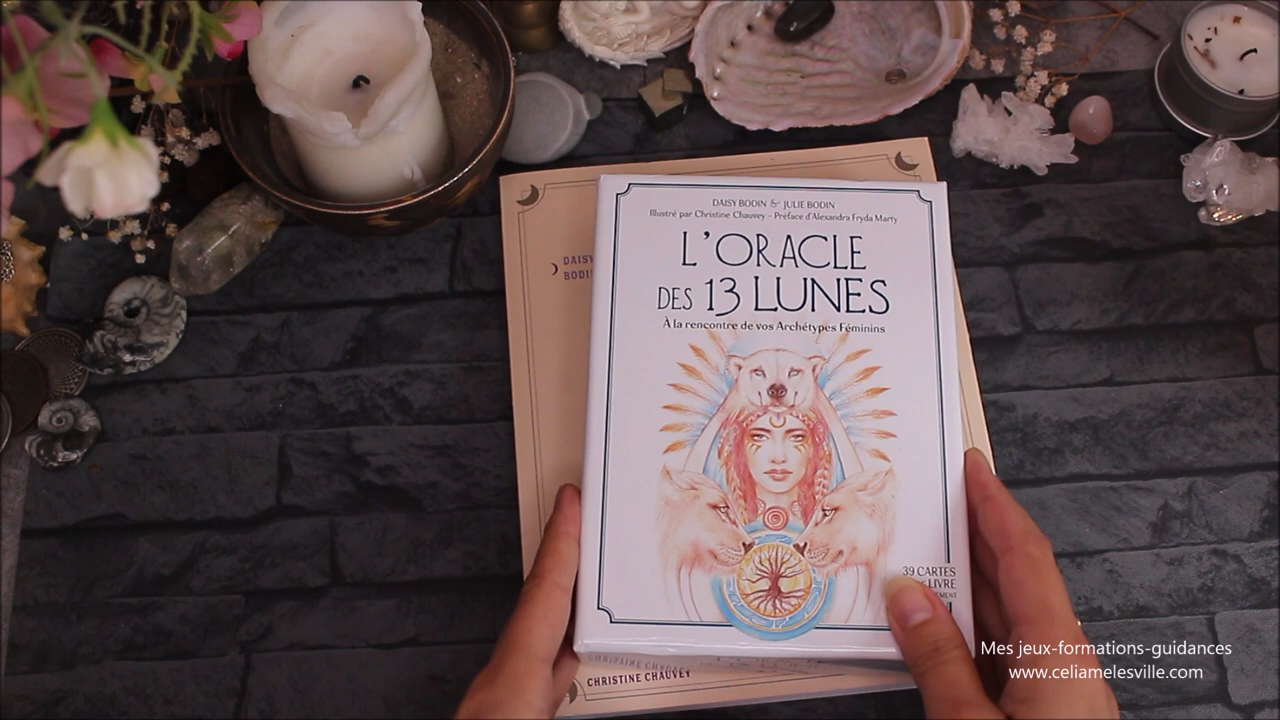 DAISY BODIN & JULIE BODIN
Illustré par Christine Chauvey – Préface d'Alexandra Fryda Marty
L'ORACLE
DES 13 LUNES
À la rencontre de vos Archétypes Féminins
39 CARTES
LIVRE
DAISY
CHRISTINE CHAUVEY
Mes jeux-formations-guidances
www.celiamelesville.com